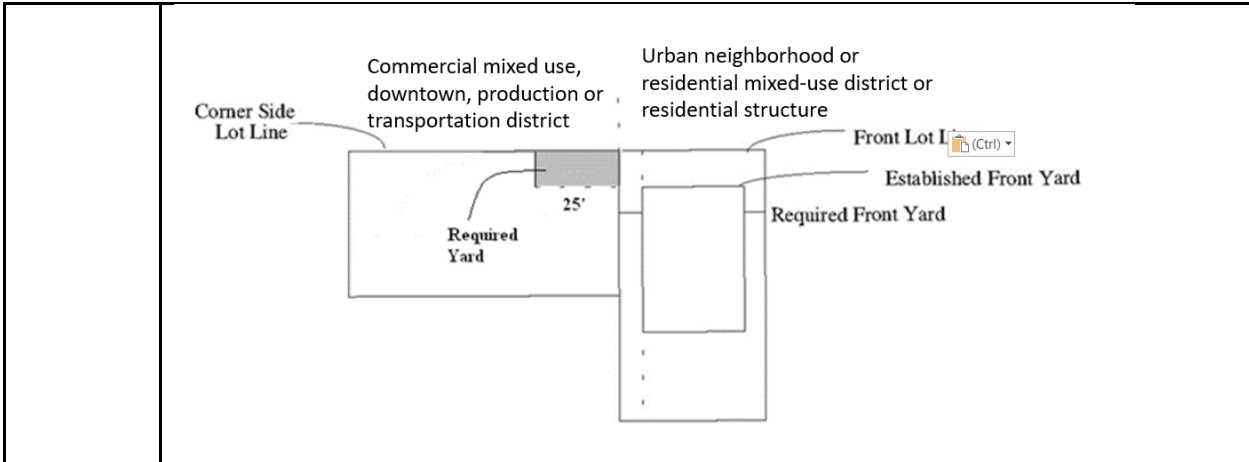 Commercial mixed use,
downtown, production or
transportation district
Urban neighborhood or
residential mixed-use district or
residential structure
Corner Side
Lot Line
Front Lot L
(Ctrl)
Established Front Yard
Required Front Yard
25'
Required
Yard